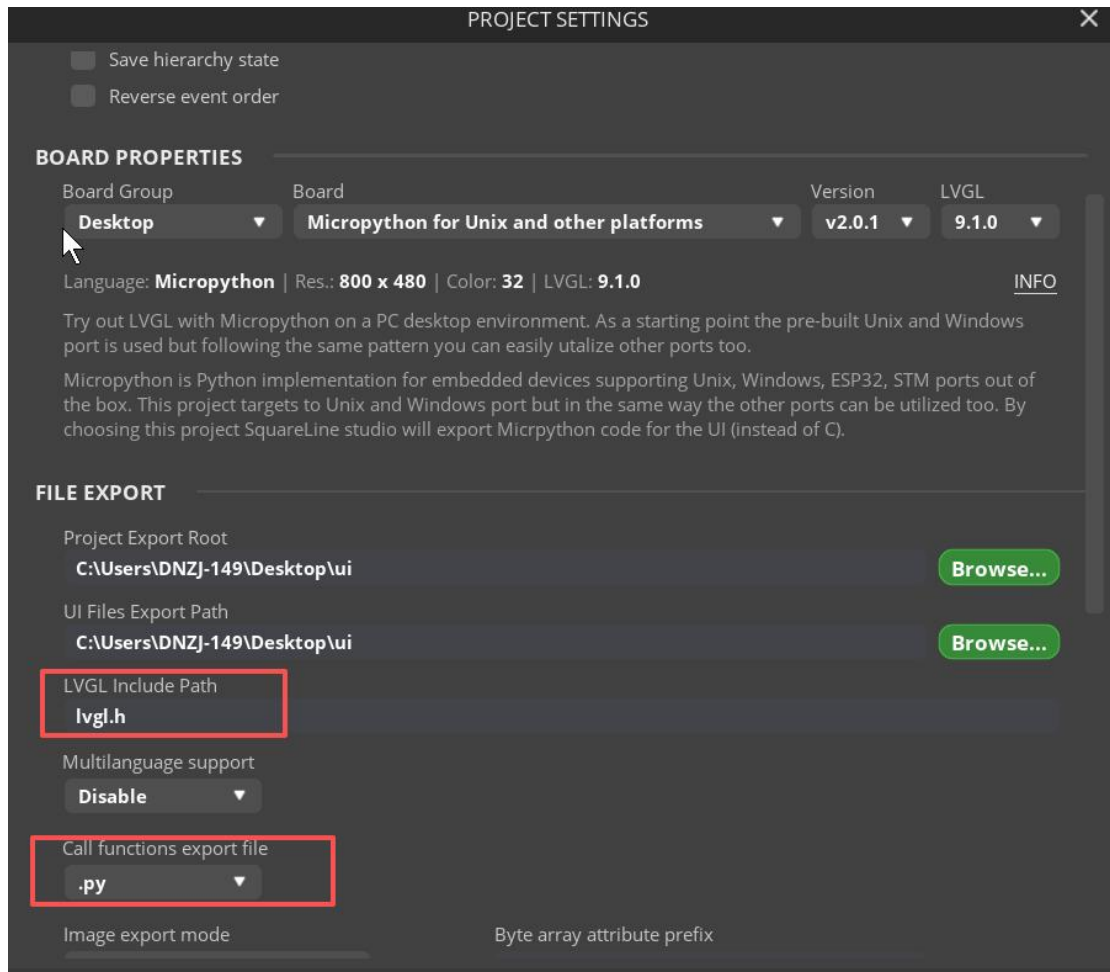 PROJECT SETTINGS
Save hierarchy state
Reverse event order
BOARD PROPERTIES
Board Group Board Version LVGL
Desktop Micropython for Unix and other platforms v2.0.1 9.1.0
Language: Micropython | Res.: 800 x 480 | Color: 32 | LVGL: 9.1.0 INFO
Try out LVGL with Micropython on a PC desktop environment. As a starting point the pre-built Unix and Windows
port is used but following the same pattern you can easily utalize other ports too.
Micropython is Python implementation for embedded devices supporting Unix, Windows, ESP32, STM ports out of
the box. This project targets to Unix and Windows port but in the same way the other ports can be utilized too. By
choosing this project SquareLine studio will export Micrpython code for the UI (instead of C).
FILE EXPORT
Project Export Root
C:\Users\DNZJ-149\Desktop\ui Browse...
UI Files Export Path
C:\Users\DNZJ-149\Desktop\ui Browse...
LVGL Include Path
lvgl.h
Multilanguage support
Disable
Call functions export file
.py
Image export mode Byte array attribute prefix